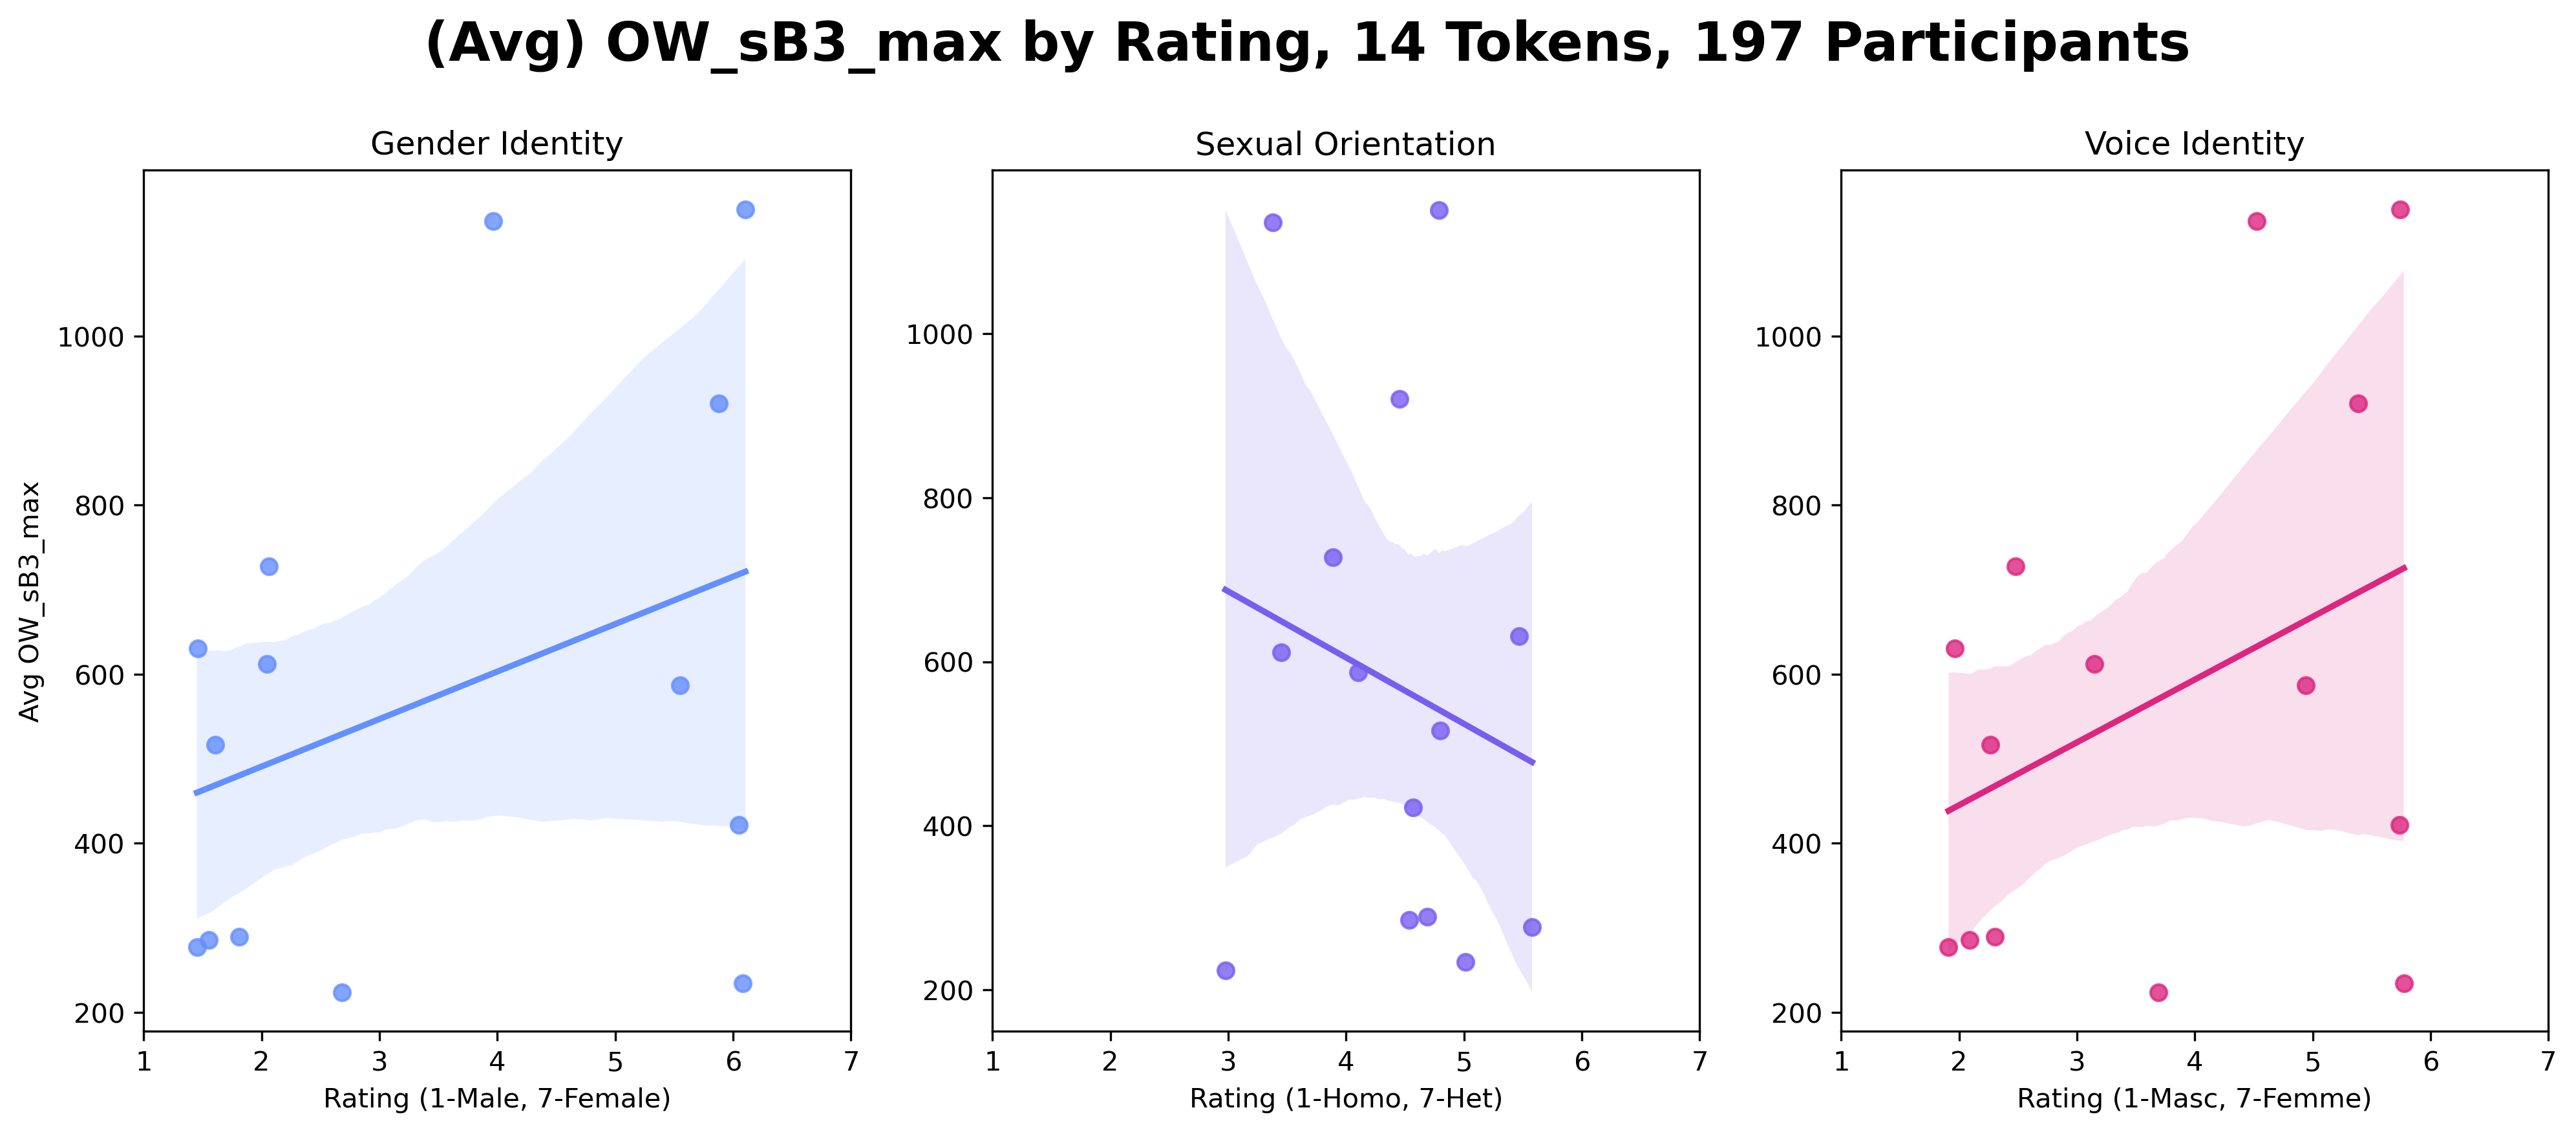 (Avg) OW_sB3_max by Rating, 14 Tokens, 197 Participants
Gender Identity
Avg OW_sB3_max
1000
800
600
400
200
1 2 3 4 5 6 7
Rating (1-Male, 7-Female)
Sexual Orientation
1000
800
600
400
200
1 2 3 4 5 6 7
Rating (1-Homo, 7-Het)
Voice Identity
1000
800
600
400
200
1 2 3 4 5 6 7
Rating (1-Masc, 7-Femme)